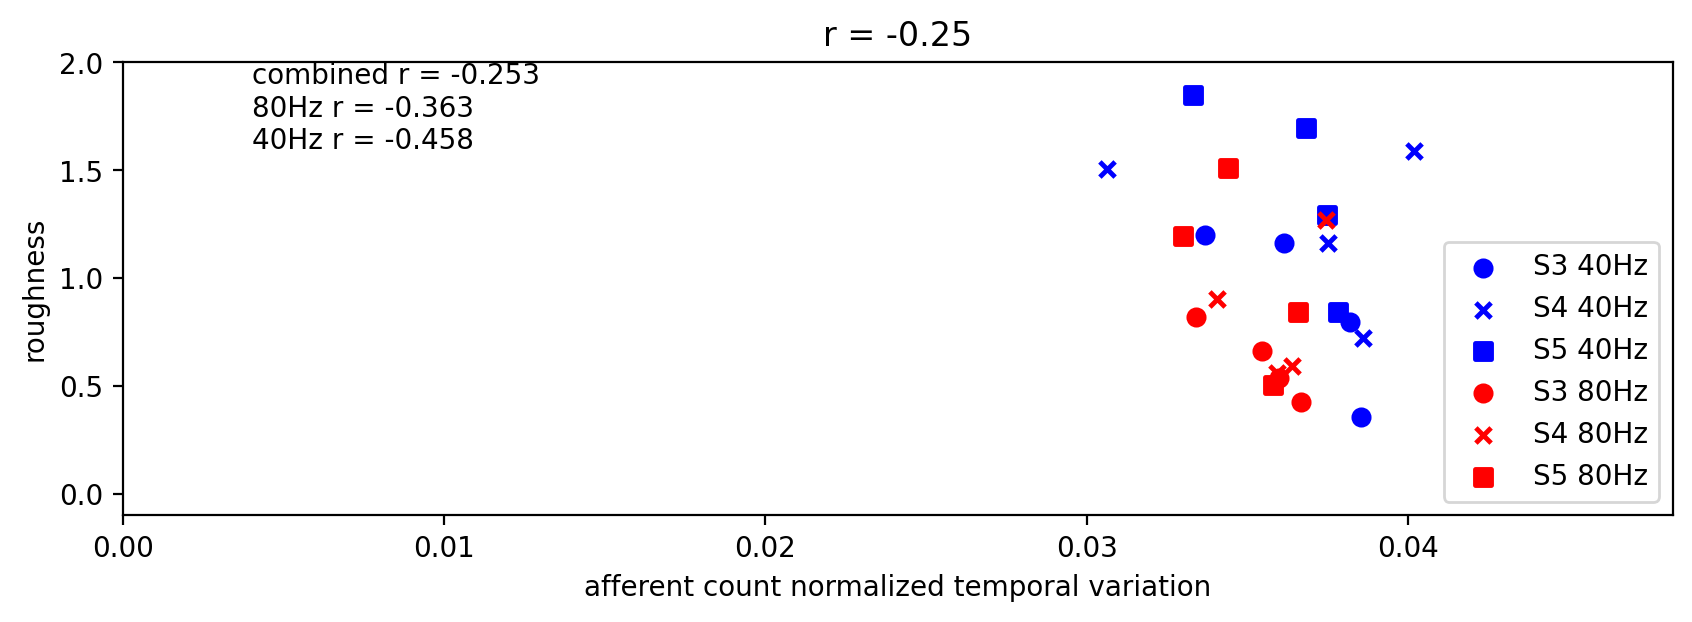 r = -0.25
combined r = -0.253
80Hz r = -0.363
40Hz r = -0.458
2.0
1.5
1.0
0.5
0.0
roughness
S3 40Hz
S4 40Hz
S5 40Hz
S3 80Hz
S4 80Hz
S5 80Hz
0.00 0.01 0.02 0.03 0.04
afferent count normalized temporal variation